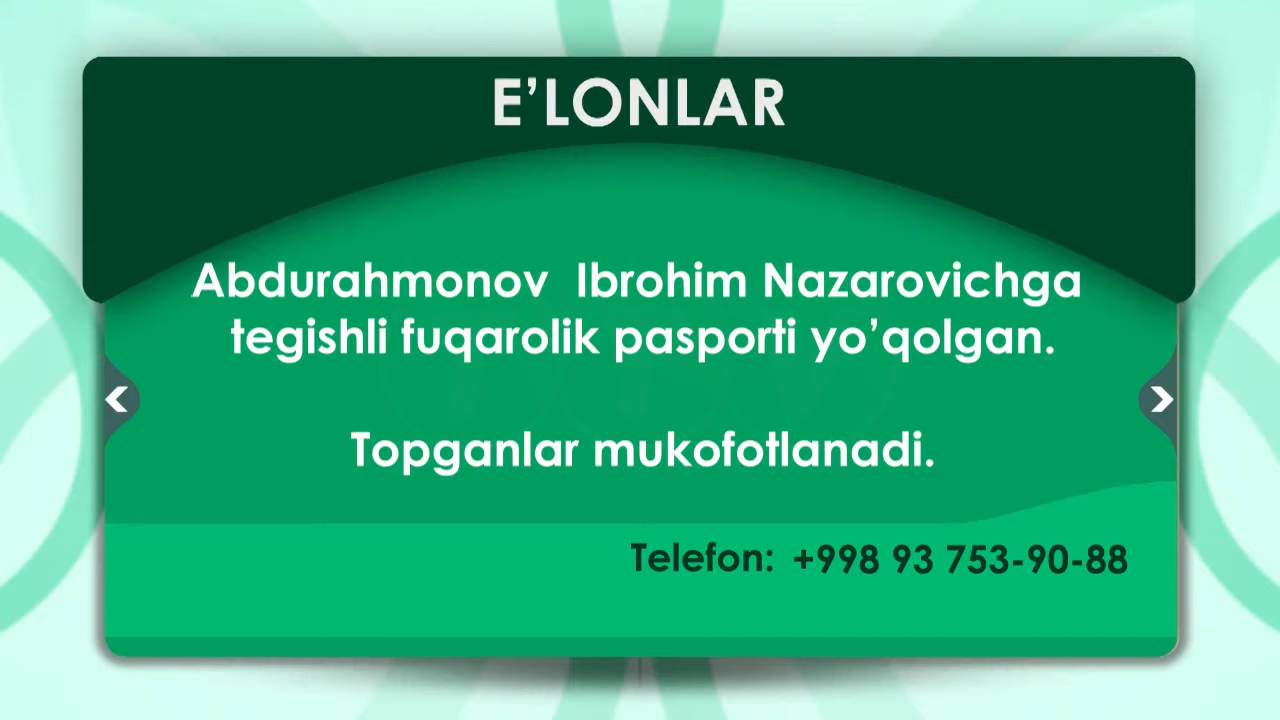 E’LONLAR
Abdurahmonov Ibrohim Nazarovichga
tegishli fuqarolik pasporti yo’qolgan.
Topganlar mukofotlanadi.
Telefon: +998 93 753-90-88